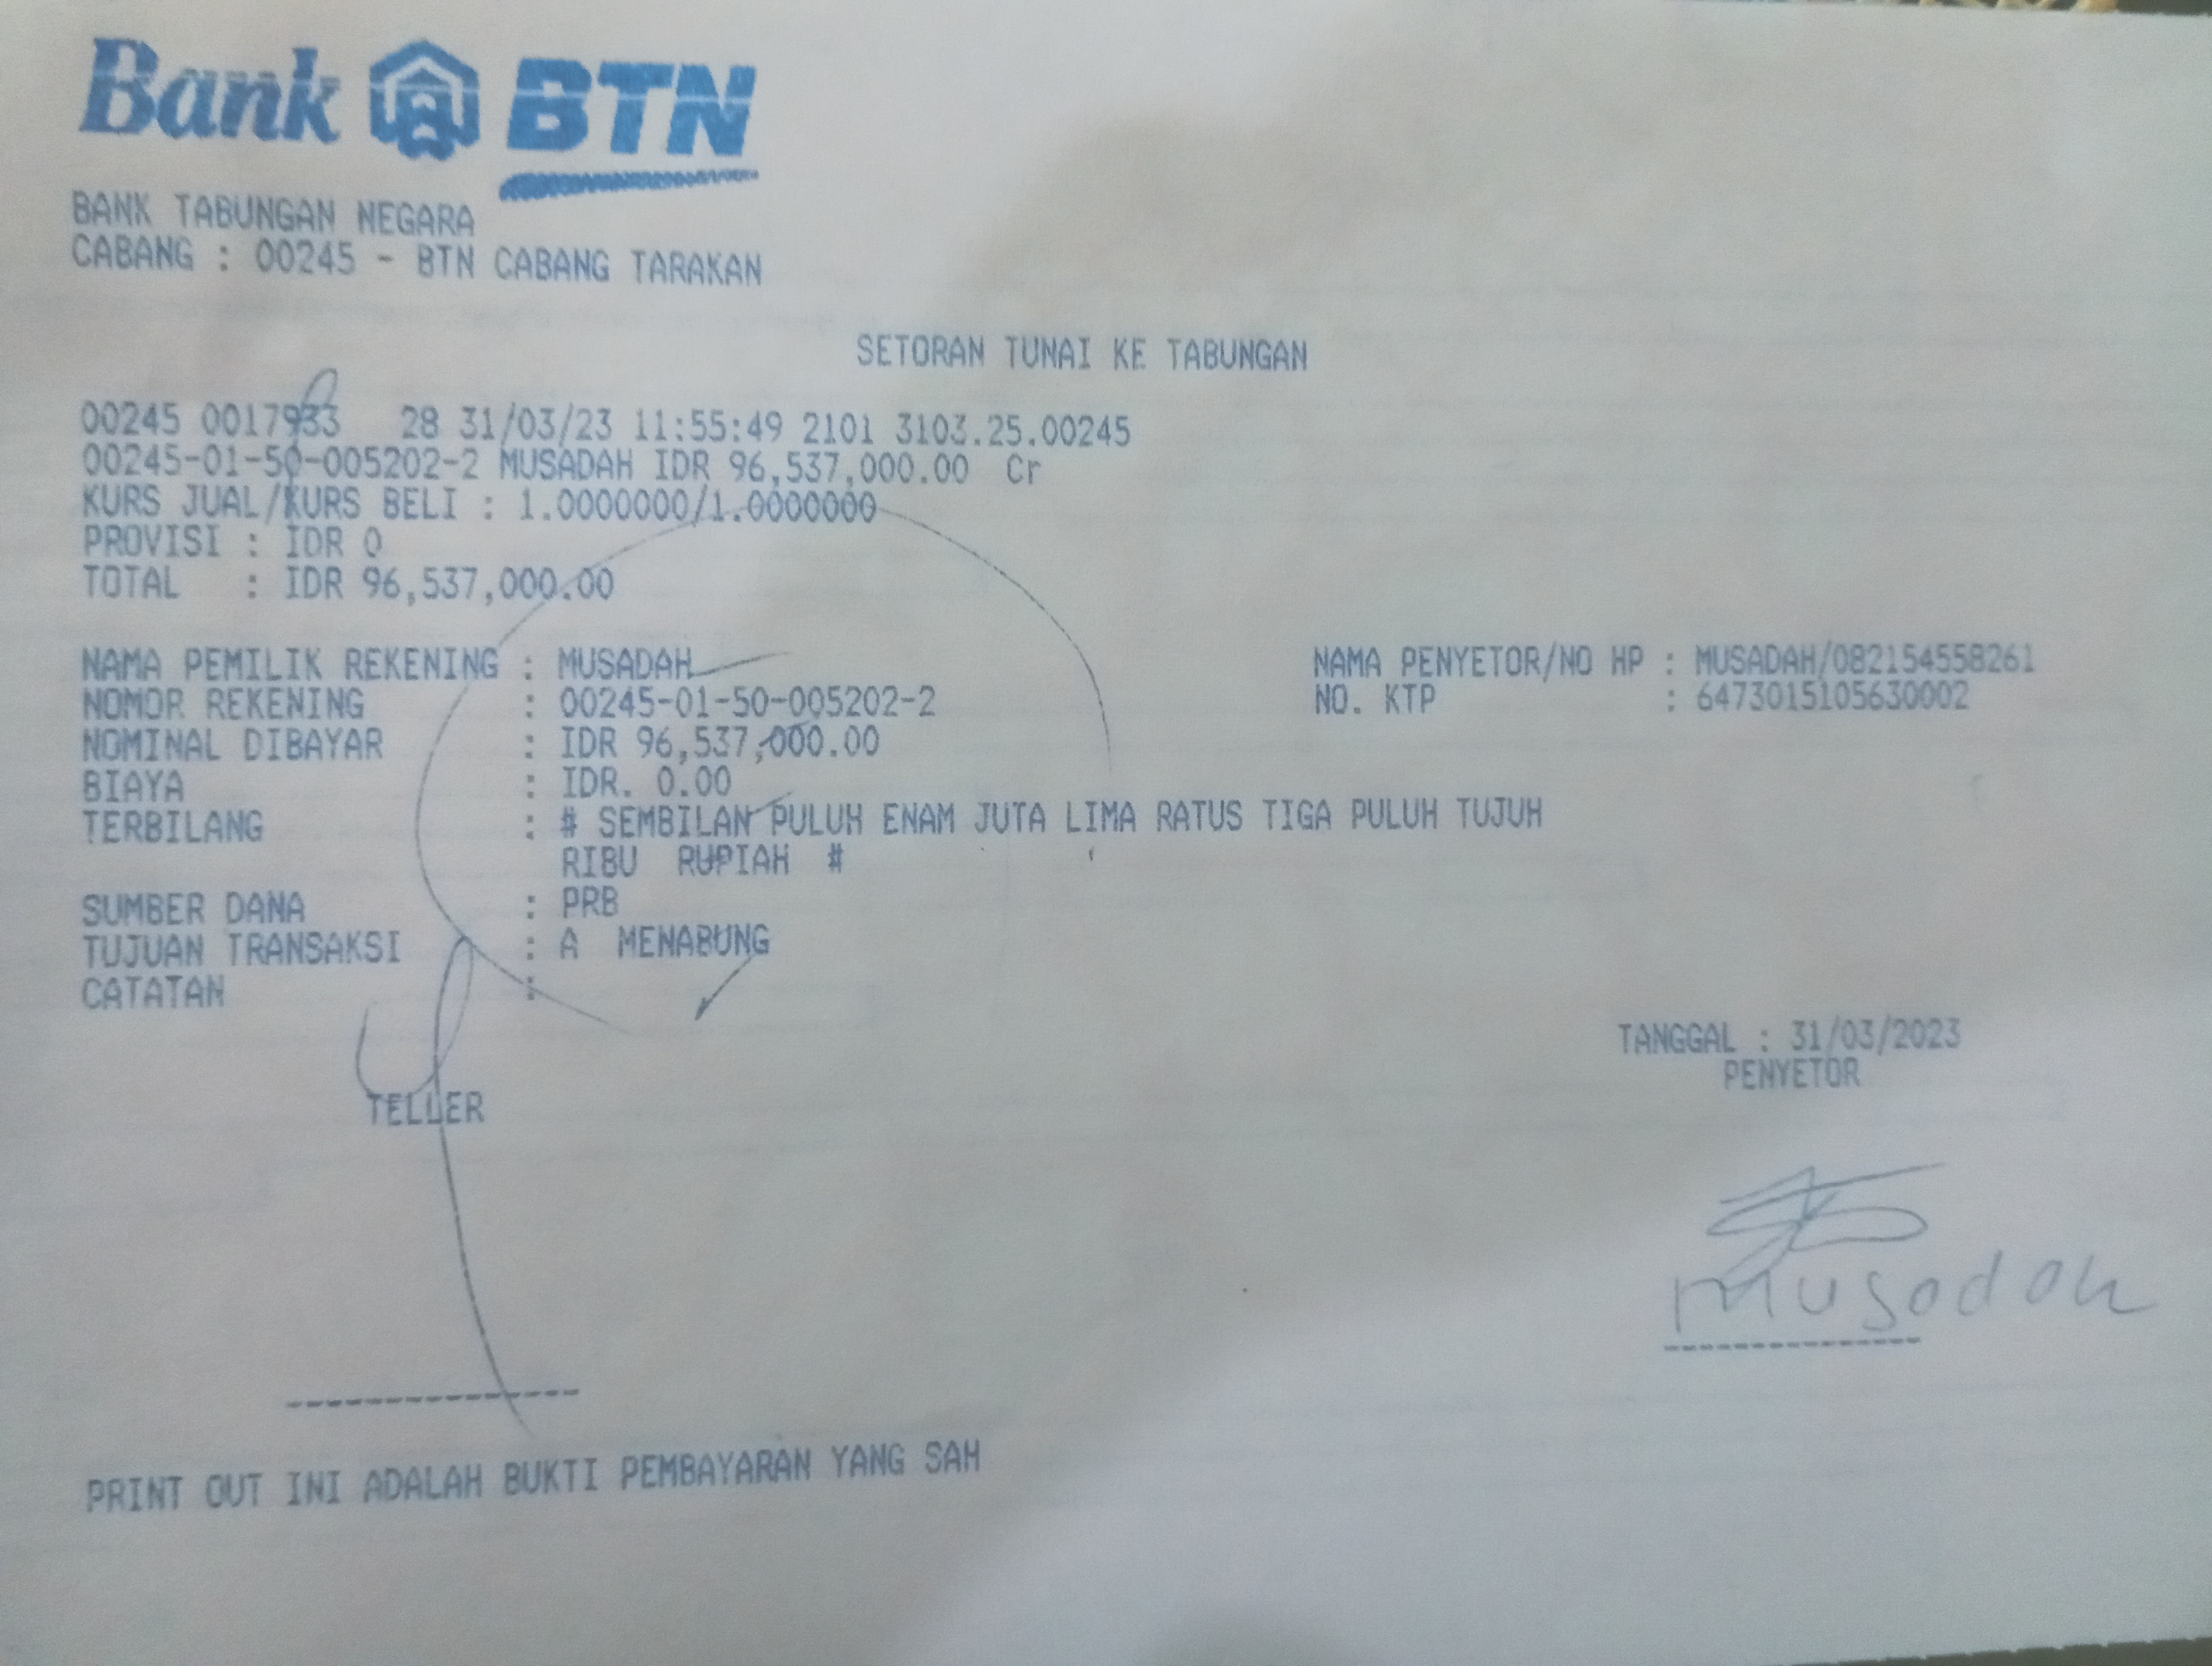 Bank BTN
BANK TABUNGAN NEGARA
CABANG : 00245 - BTN CABANG TARAKAN
SETORAN TUNAI KE TABUNGAN
00245 0017933 28 31/03/23 11:55:49 2101 3103.25.00245
00245-01-50-005202-2 MUSADAH IDR 96,537,000.00 Cr
KURS JUAL/KURS BELI : 1.0000000/1.0000000
PROVISI : IDR 0
TOTAL : IDR 96,537,000.00
NAMA PEMILIK REKENING : MUSADAH NAMA PENYETOR/NO HP : MUSADAH/082154558261
NOMOR REKENING : 00245-01-50-005202-2 NO. KTP : 6473015105630002
NOMINAL DIBAYAR : IDR 96,537,000.00
BIAYA : IDR. 0.00
TERBILANG : # SEMBILAN PULUH ENAM JUTA LIMA RATUS TIGA PULUH TUJUH
RIBU RUPIAH #
SUMBER DANA : PRB
TUJUAN TRANSAKSI : A MENABUNG
CATATAN :
TANGGAL : 31/03/2023
PENYETOR
TELLER
musadah
PRINT OUT INI ADALAH BUKTI PEMBAYARAN YANG SAH